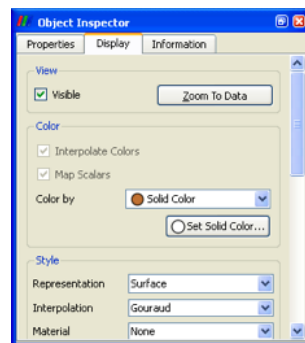 Object Inspector
Properties Display Information
View
Visible Zoom To Data
Color
Interpolate Colors
Map Scalars
Color by Solid Color
Set Solid Color...
Style
Representation Surface
Interpolation Gouraud
Material None